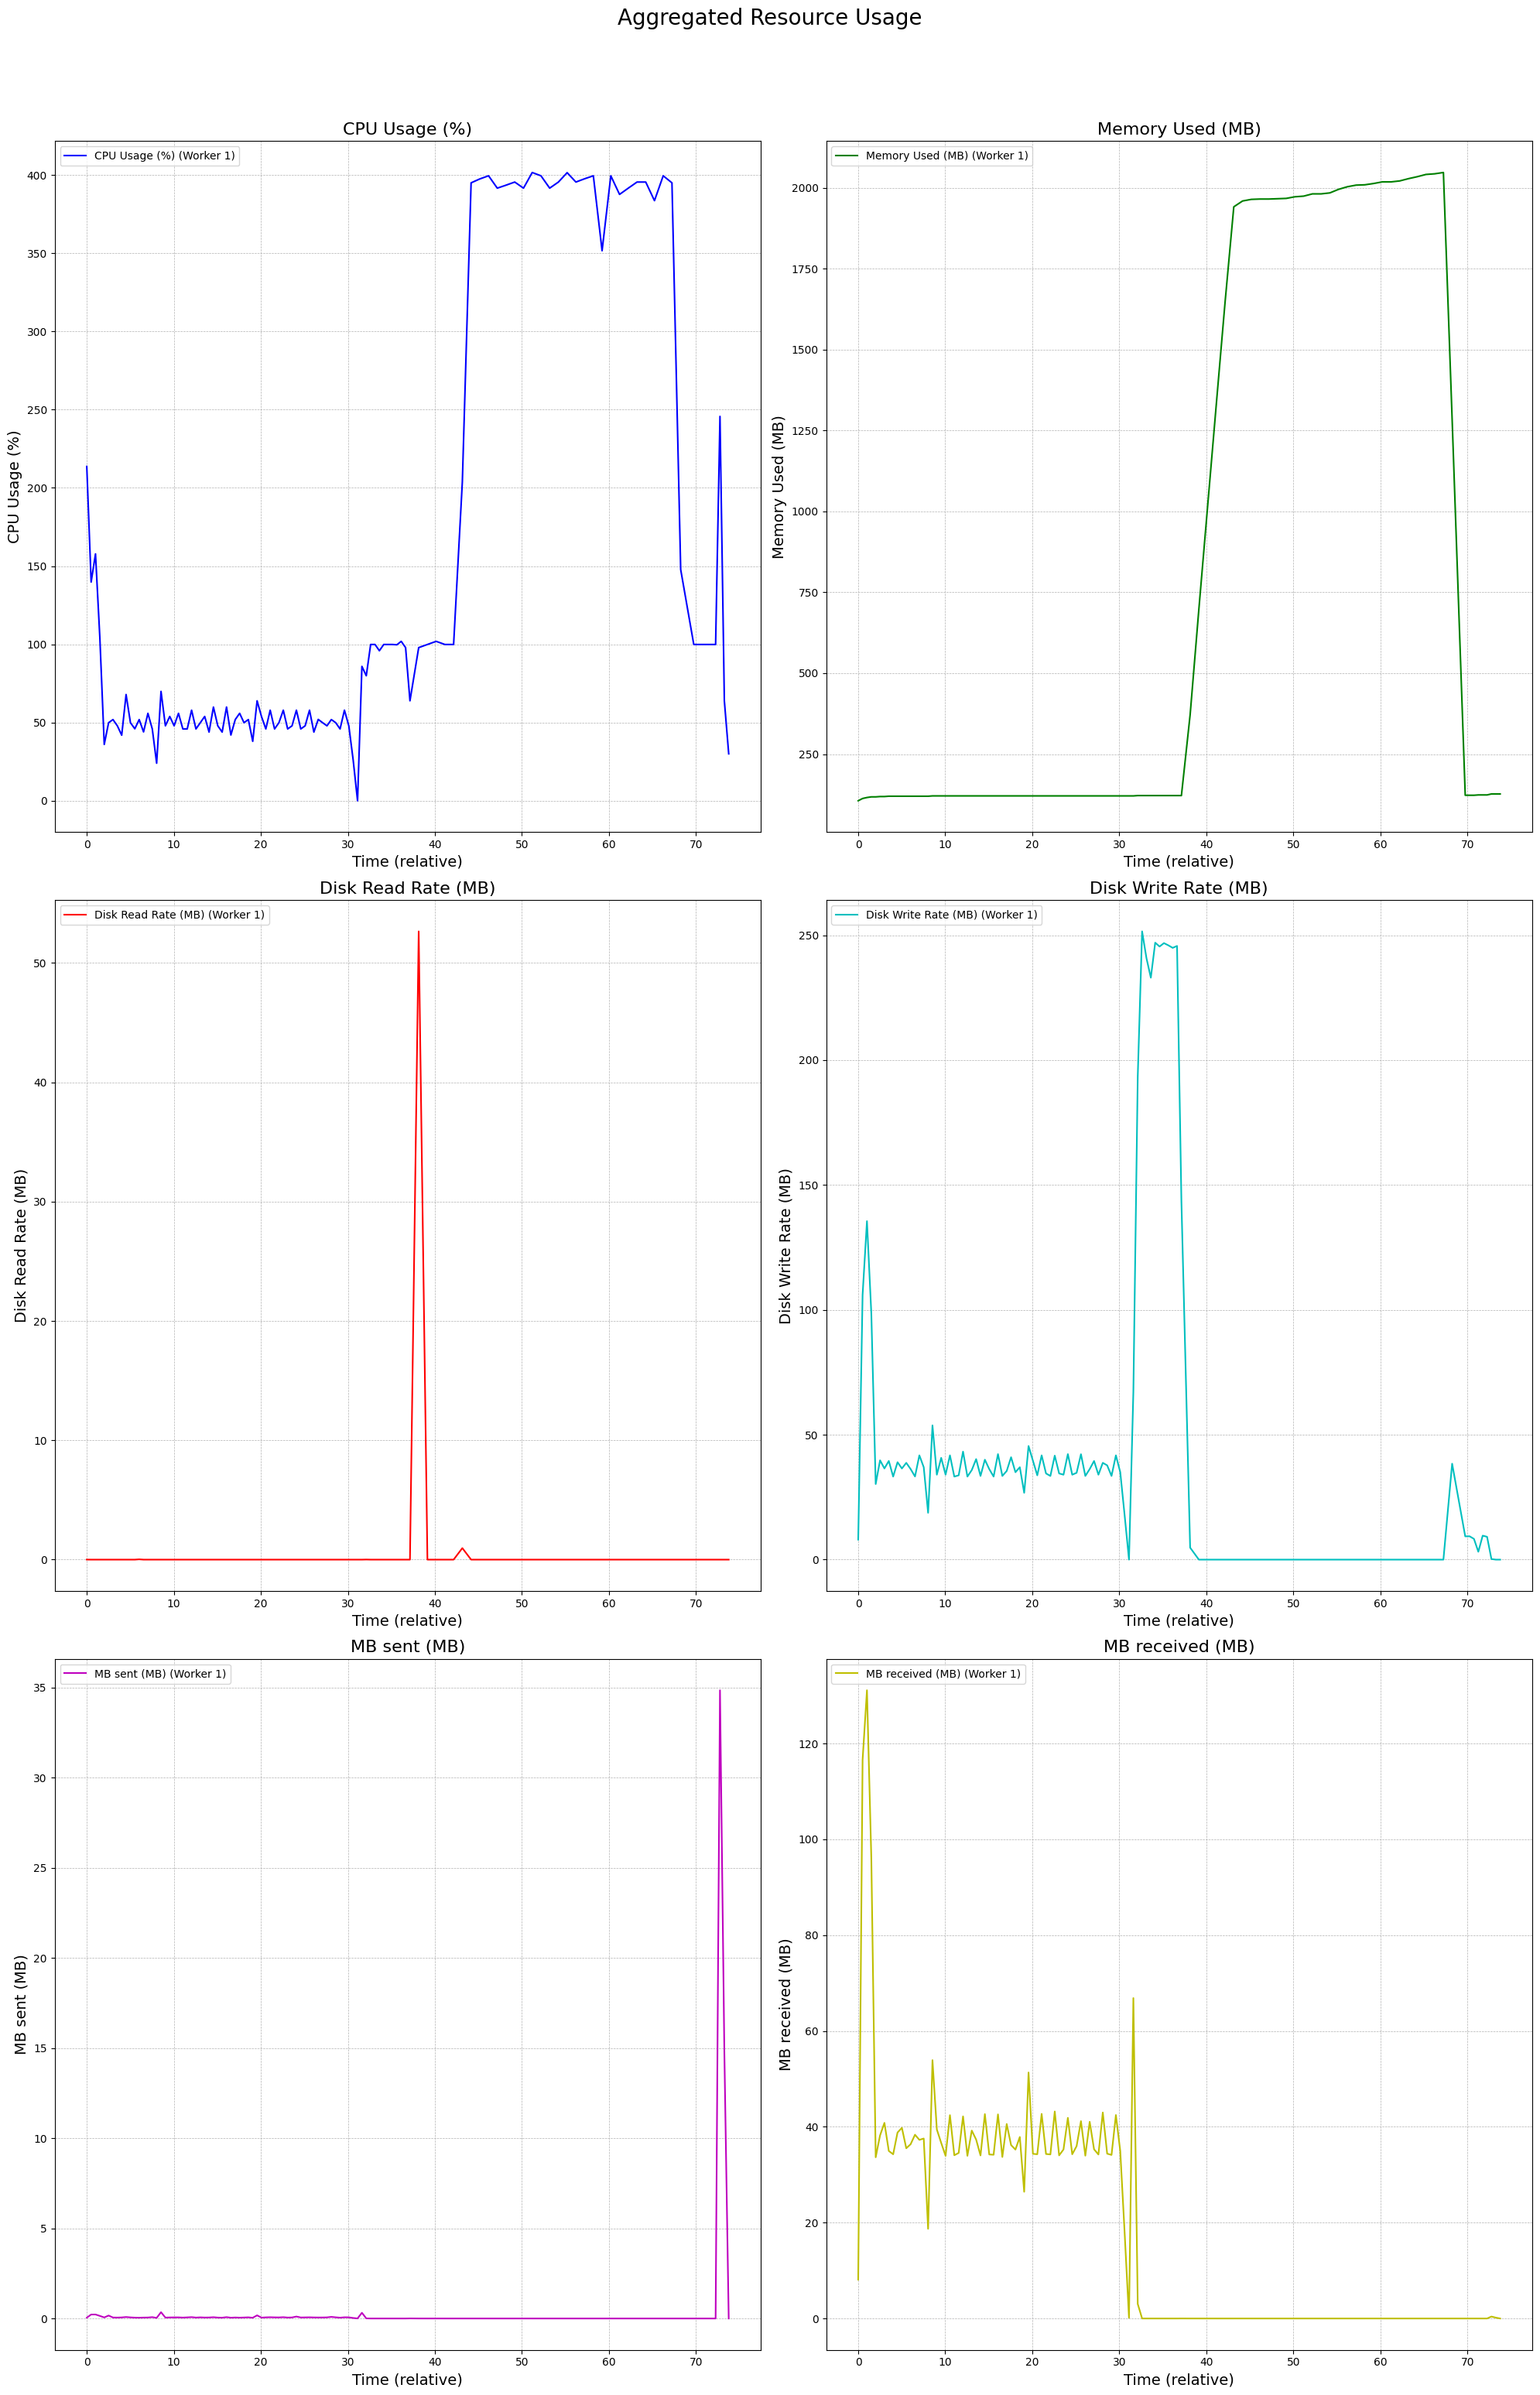 Aggregated Resource Usage
CPU Usage (%)
CPU Usage (%) (Worker 1)
CPU Usage (%)
400
350
300
250
200
150
100
50
0
0 10 20 30 40 50 60 70
Time (relative)
Memory Used (MB)
Memory Used (MB) (Worker 1)
Memory Used (MB)
2000
1750
1500
1250
1000
750
500
250
0 10 20 30 40 50 60 70
Time (relative)
Disk Read Rate (MB)
Disk Read Rate (MB) (Worker 1)
Disk Read Rate (MB)
50
40
30
20
10
0
0 10 20 30 40 50 60 70
Time (relative)
Disk Write Rate (MB)
Disk Write Rate (MB) (Worker 1)
Disk Write Rate (MB)
250
200
150
100
50
0
0 10 20 30 40 50 60 70
Time (relative)
MB sent (MB)
MB sent (MB) (Worker 1)
MB sent (MB)
35
30
25
20
15
10
5
0
0 10 20 30 40 50 60 70
Time (relative)
MB received (MB)
MB received (MB) (Worker 1)
MB received (MB)
120
100
80
60
40
20
0
0 10 20 30 40 50 60 70
Time (relative)